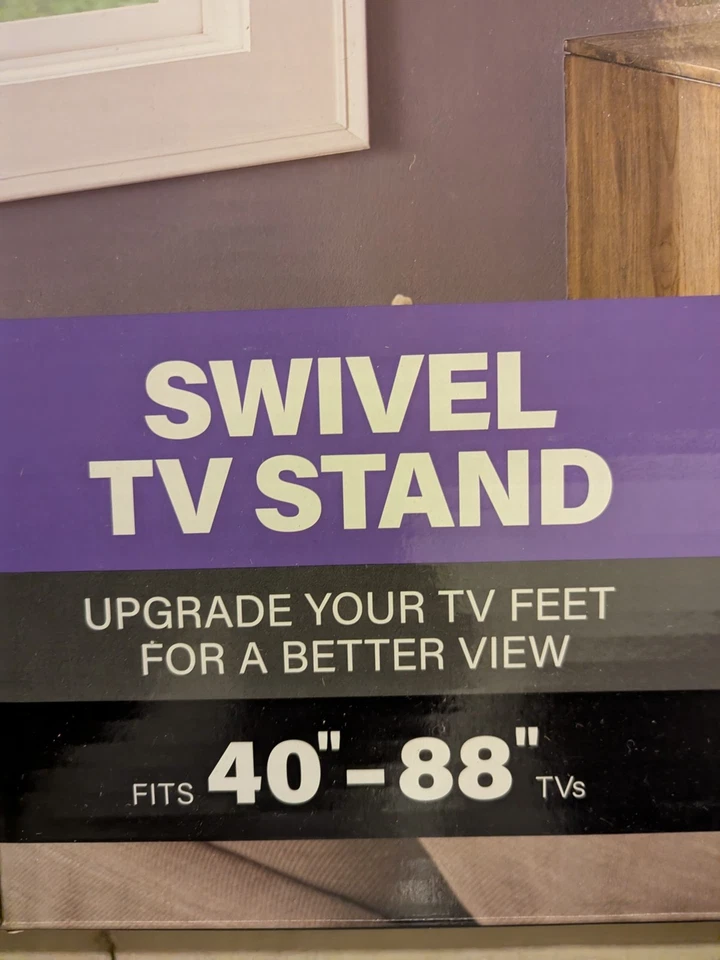 SWIVEL
TV STAND
UPGRADE YOUR TV FEET
FOR A BETTER VIEW
FITS 40"–88" TVs